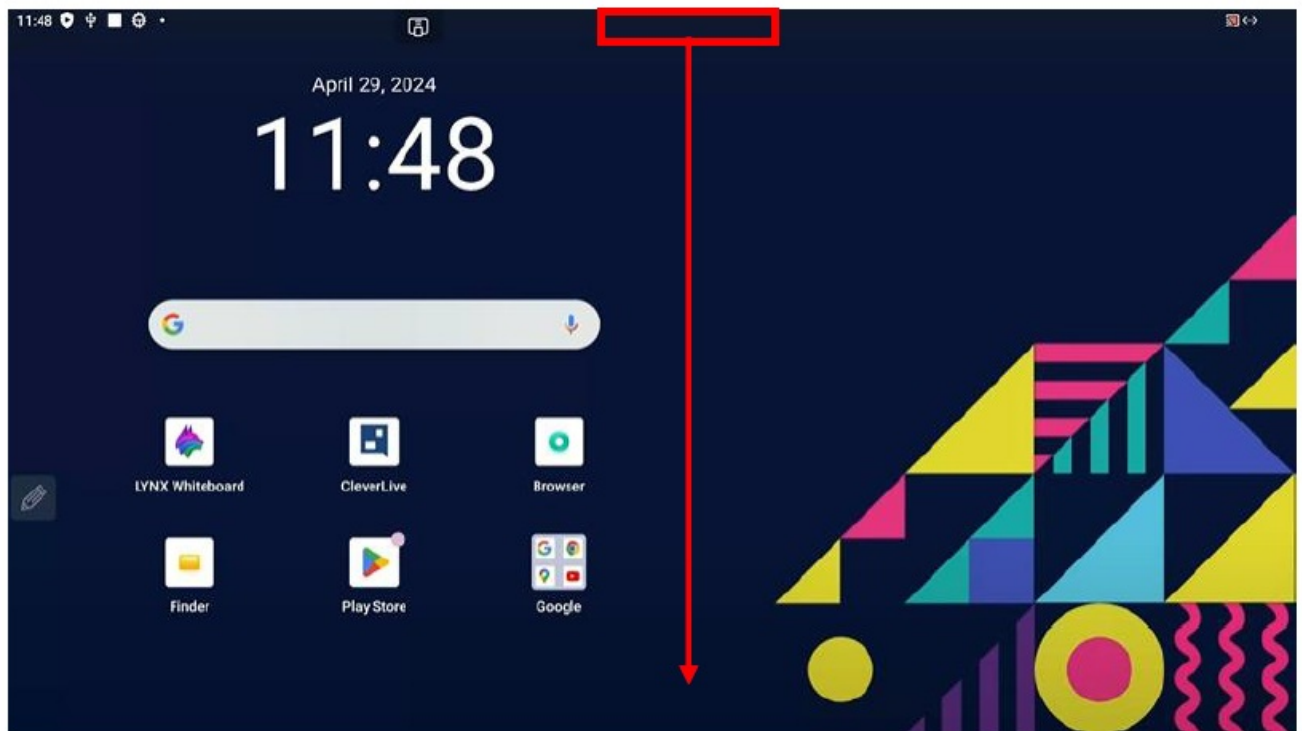 11:48
April 29, 2024
11:48
LYNX Whiteboard
CleverLive
Browser
Finder
Play Store
Google